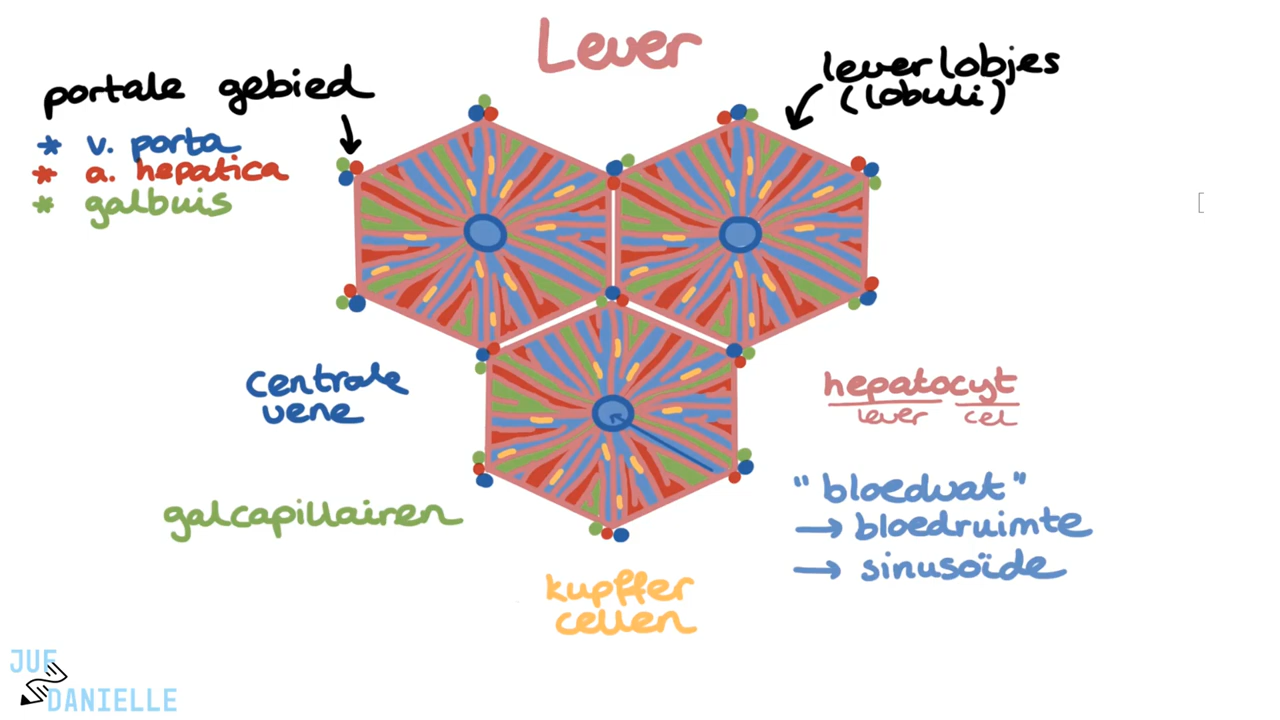 Lever
portale gebied
* v. porta
* a. hepatica
* galbuis
leverlobjes
(lobuli)
centrale
vene
galcapillairen
kupffer
cellen
hepatocyt
lever cel
"bloedvat"
→ bloedruimte
→ sinusoïde
JUF
DANIELLE
[